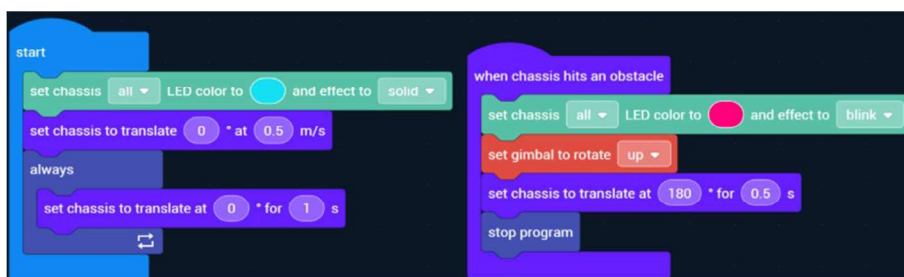 start
set chassis all LED color to and effect to solid
set chassis to translate 0 ° at 0.5 m/s
always
set chassis to translate at 0 ° for 1 s
when chassis hits an obstacle
set chassis all LED color to and effect to blink
set gimbal to rotate up
set chassis to translate at 180 ° for 0.5 s
stop program